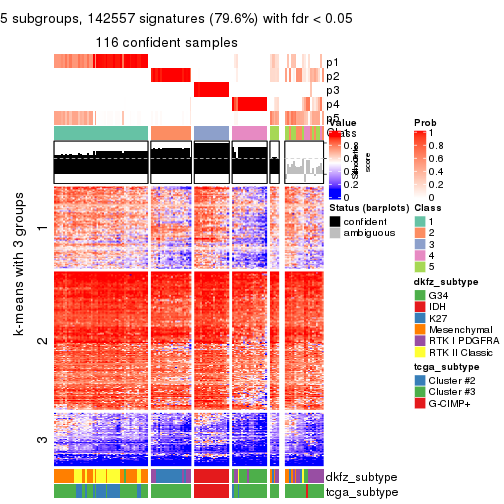 5 subgroups, 142557 signatures (79.6%) with fdr < 0.05
116 confident samples
p1
p2
p3
p4
p5
Class
Silhouette
score
k-means with 3 groups
1
2
3
dkfz_subtype
tcga_subtype
Value
1
0.8
0.6
0.4
0.2
0
Prob
1
0.8
0.6
0.4
0.2
0
Status (barplots)
confident
ambiguous
Class
1
2
3
4
5
dkfz_subtype
G34
IDH
K27
Mesenchymal
RTK I PDGFRA
RTK II Classic
tcga_subtype
Cluster #2
Cluster #3
G-CIMP+